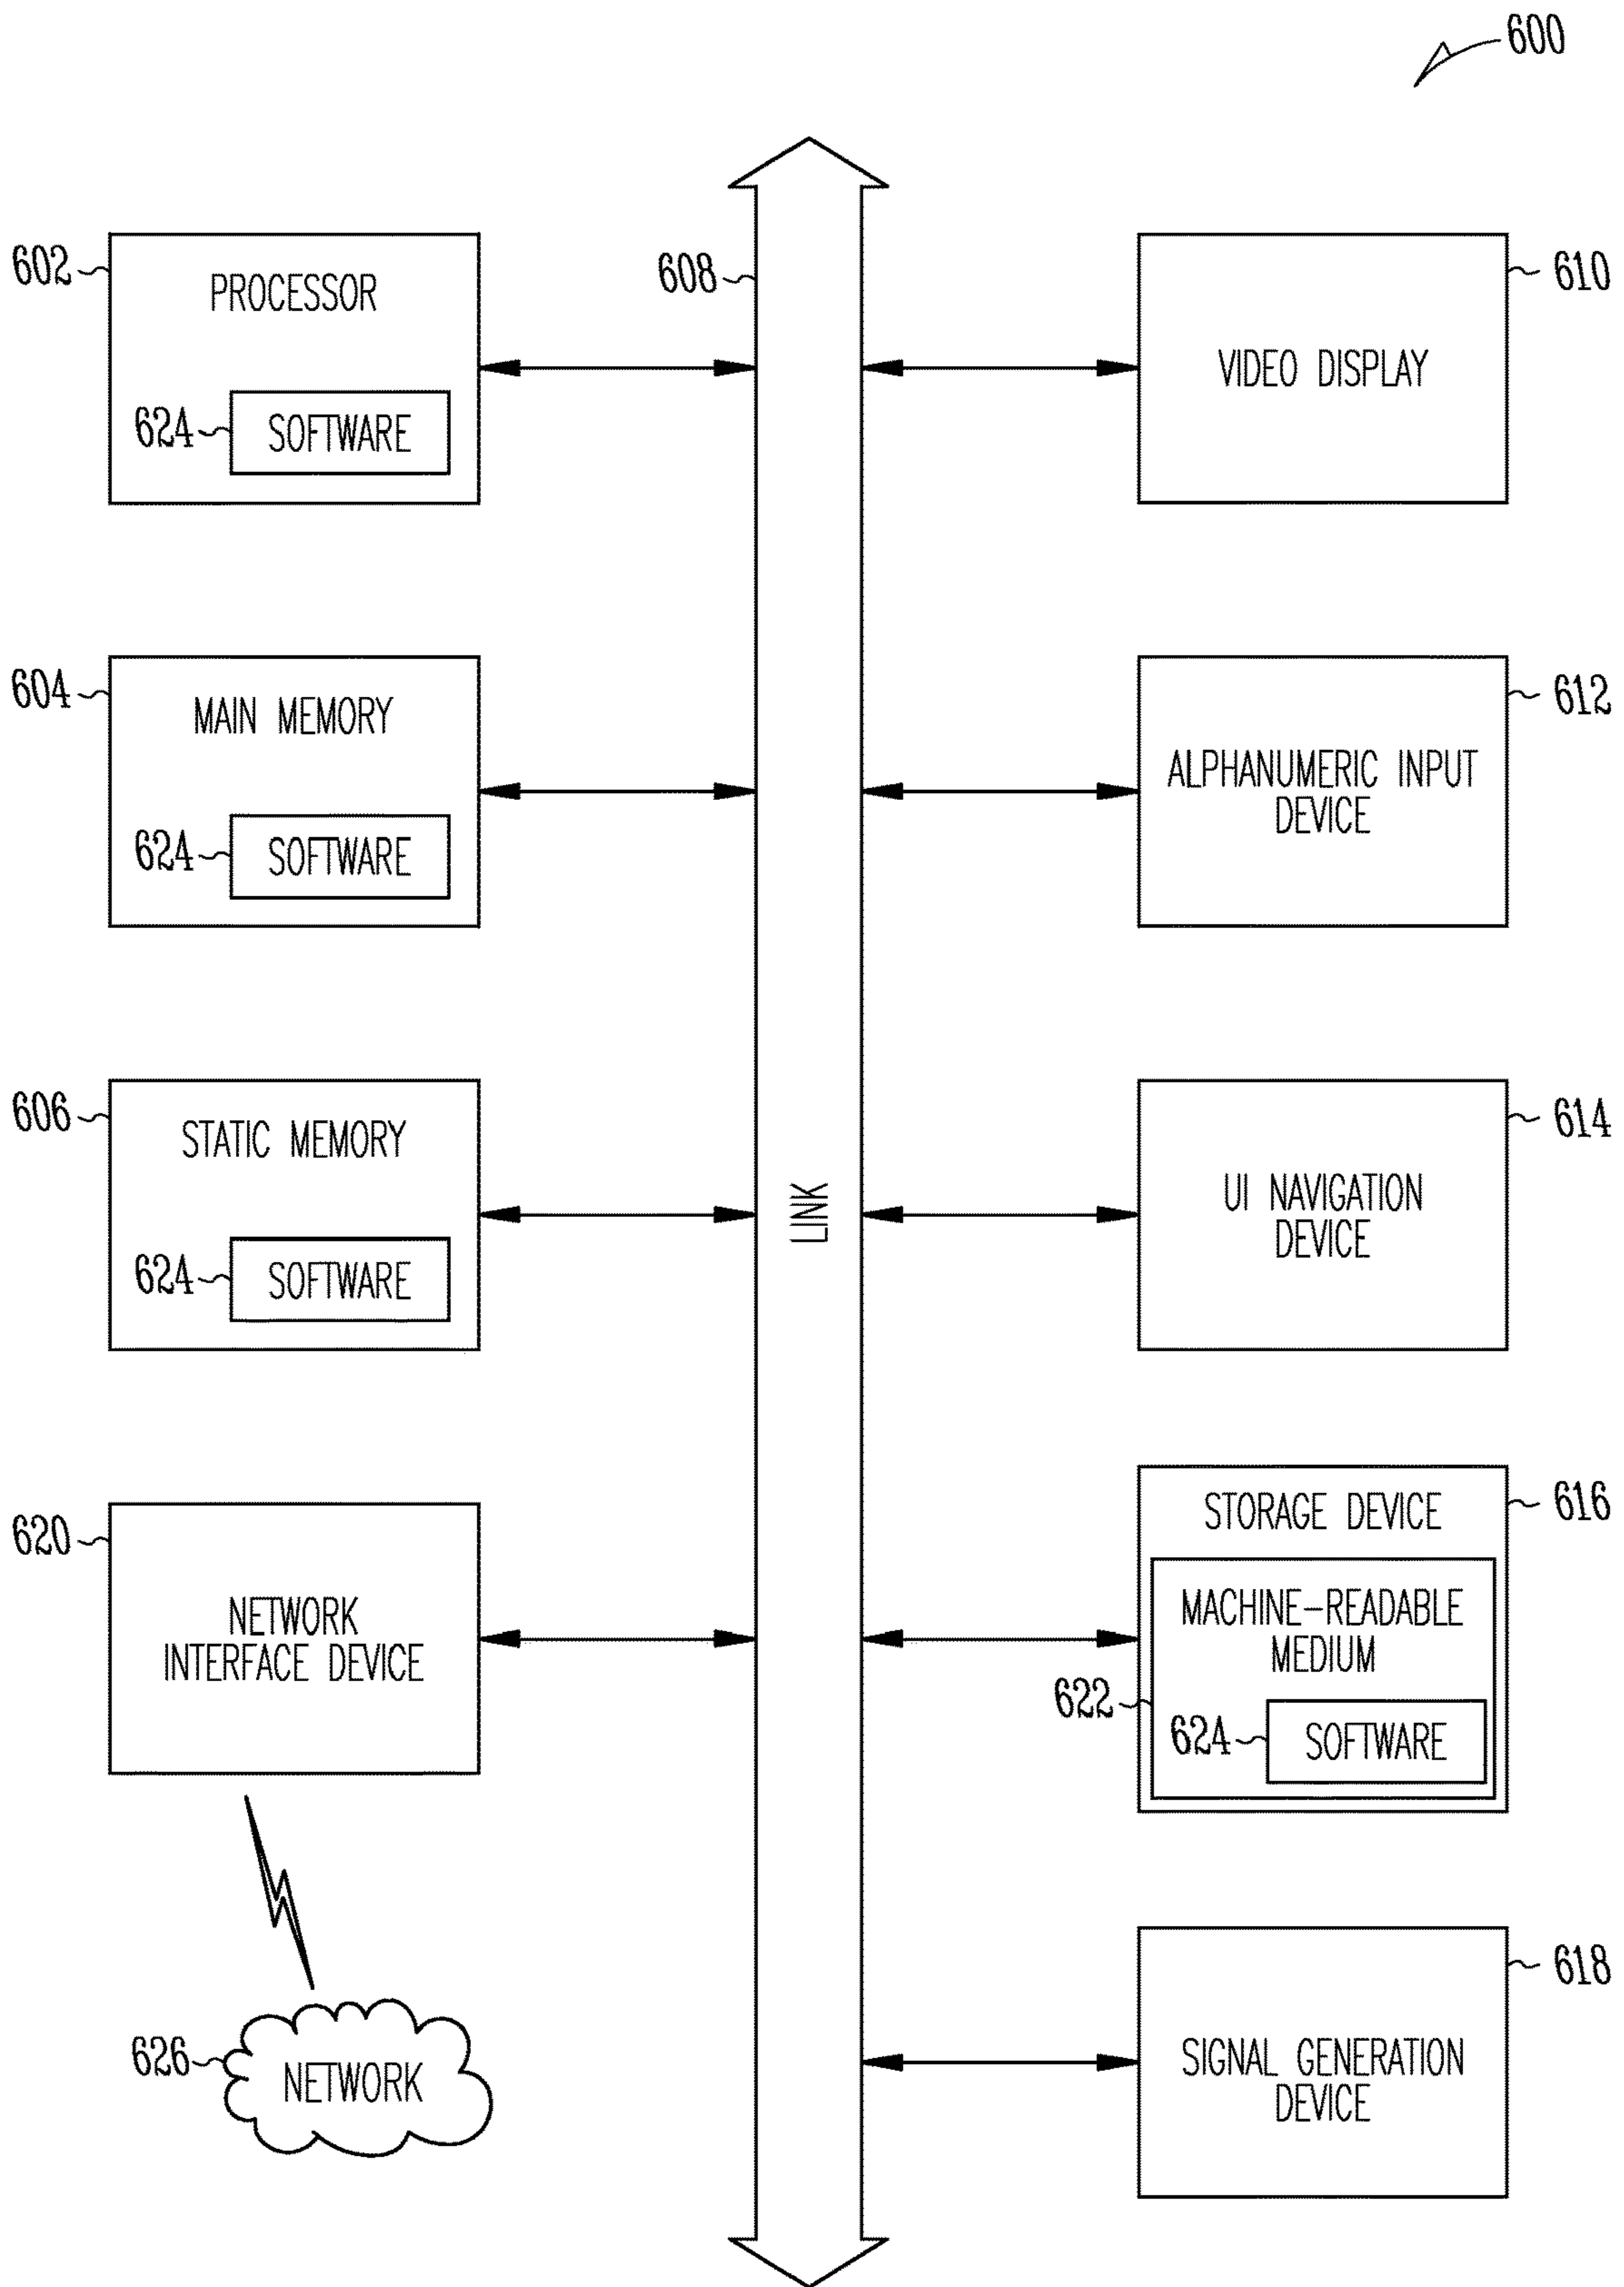 600
602
PROCESSOR
624
SOFTWARE
604
MAIN MEMORY
624
SOFTWARE
606
STATIC MEMORY
624
SOFTWARE
620
NETWORK
INTERFACE DEVICE
626
NETWORK
608
LINK
610
VIDEO DISPLAY
612
ALPHANUMERIC INPUT
DEVICE
614
UI NAVIGATION
DEVICE
616
STORAGE DEVICE
MACHINE-READABLE
MEDIUM
622
624
SOFTWARE
618
SIGNAL GENERATION
DEVICE